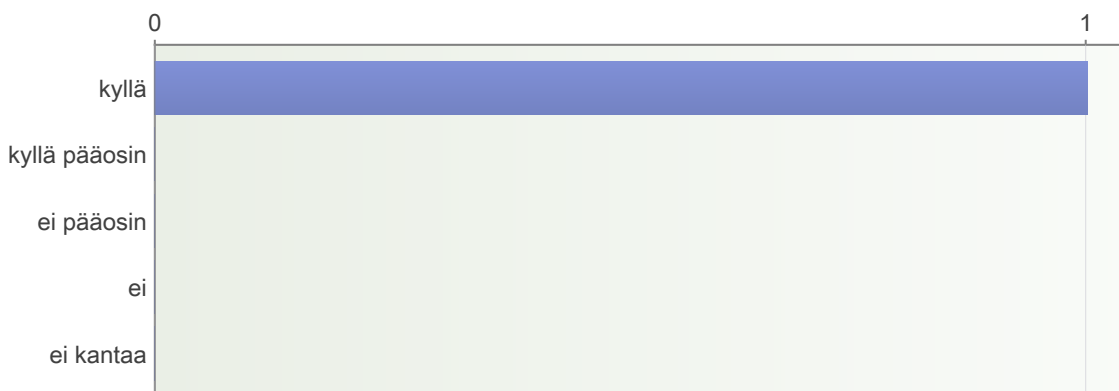 0 1
kyllä
kyllä pääosin
ei pääosin
ei
ei kantaa